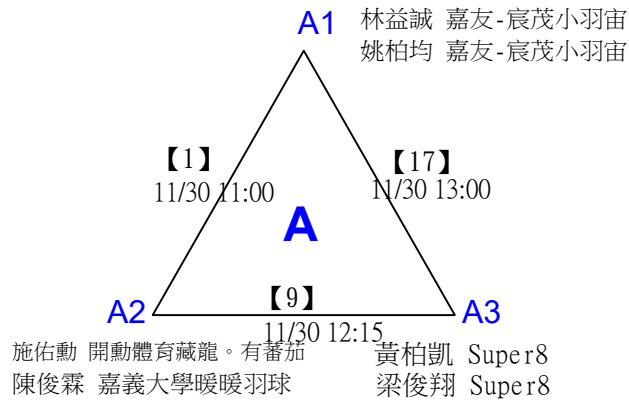 A1
林益誠 嘉友-宸茂小羽宙
姚柏均 嘉友-宸茂小羽宙
【1】
11/30 11:00
【17】
11/30 13:00
A
【9】
11/30 12:15
A2
A3
施佑勳 開動體育藏龍。有蕃茄
陳俊霖 嘉義大學暖暖羽球
黃柏凱 Super8
梁俊翔 Super8